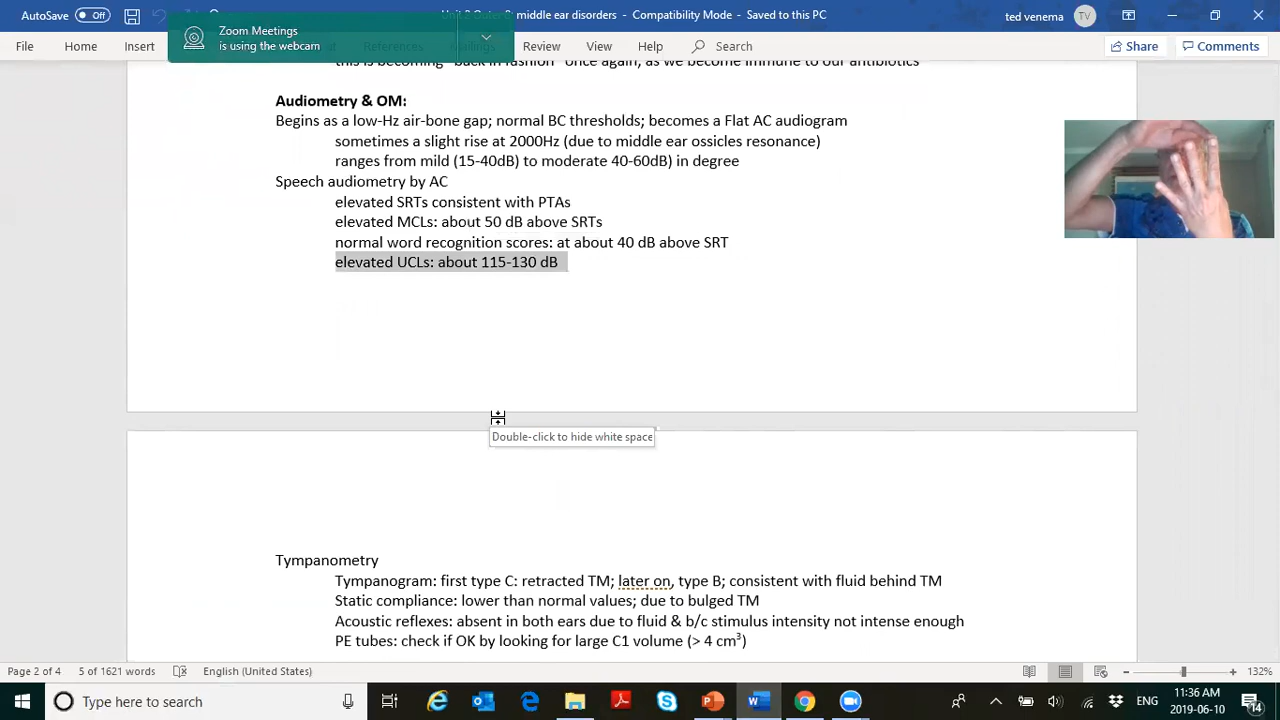 AutoSave Off
Unit 2 Outer & middle ear disorders - Compatibility Mode - Saved to this PC
ted venema TV
Zoom Meetings
is using the webcam
File Home Insert References Mailings Review View Help Search Share Comments
this is becoming "back in fashion" once again, as we become immune to our antibiotics
Audiometry & OM:
Begins as a low-Hz air-bone gap; normal BC thresholds; becomes a Flat AC audiogram
sometimes a slight rise at 2000Hz (due to middle ear ossicles resonance)
ranges from mild (15-40dB) to moderate 40-60dB) in degree
Speech audiometry by AC
elevated SRTs consistent with PTAs
elevated MCLs: about 50 dB above SRTs
normal word recognition scores: at about 40 dB above SRT
elevated UCLs: about 115-130 dB
Double-click to hide white space
Tympanometry
Tympanogram: first type C: retracted TM; later on, type B; consistent with fluid behind TM
Static compliance: lower than normal values; due to bulged TM
Acoustic reflexes: absent in both ears due to fluid & b/c stimulus intensity not intense enough
PE tubes: check if OK by looking for large C1 volume (> 4 cm³)
Page 2 of 4 5 of 1621 words English (United States) 132%
Type here to search
ENG
11:36 AM
2019-06-10
14